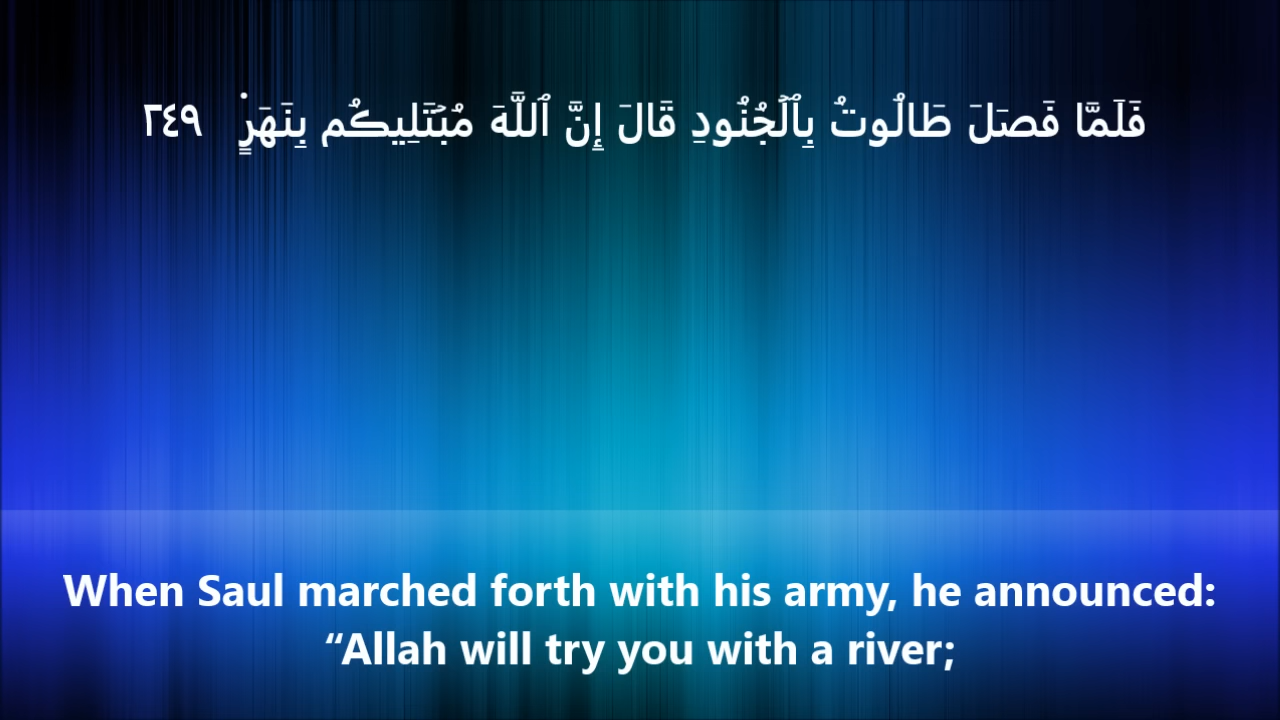 فَلَمَّا فَصَلَ طَالُوتُ بِٱلۡجُنُودِ قَالَ إِنَّ ٱللَّهَ مُبۡتَلِيكُم بِنَهَرٖ ٢٤٩
When Saul marched forth with his army, he announced:
“Allah will try you with a river;